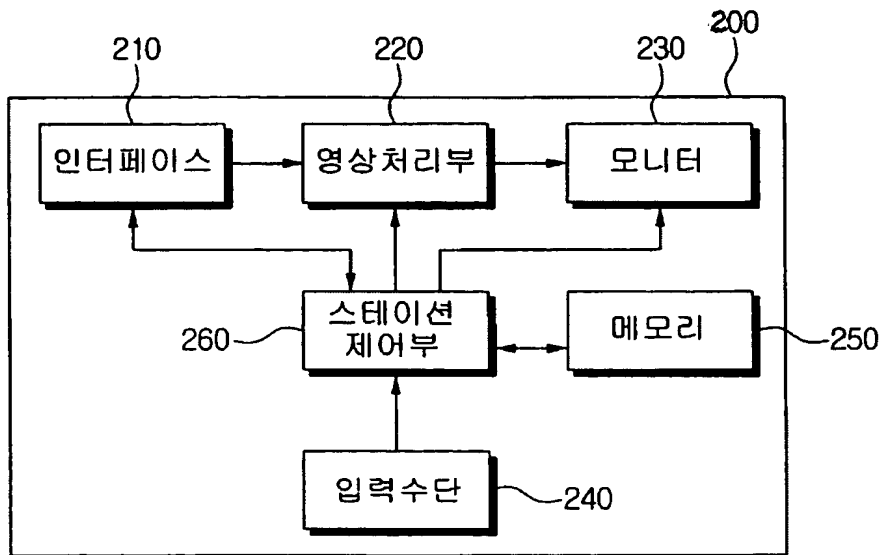 200
210
220
230
인터페이스
영상처리부
모니터
260
스테이션
제어부
메모리
250
입력수단
240